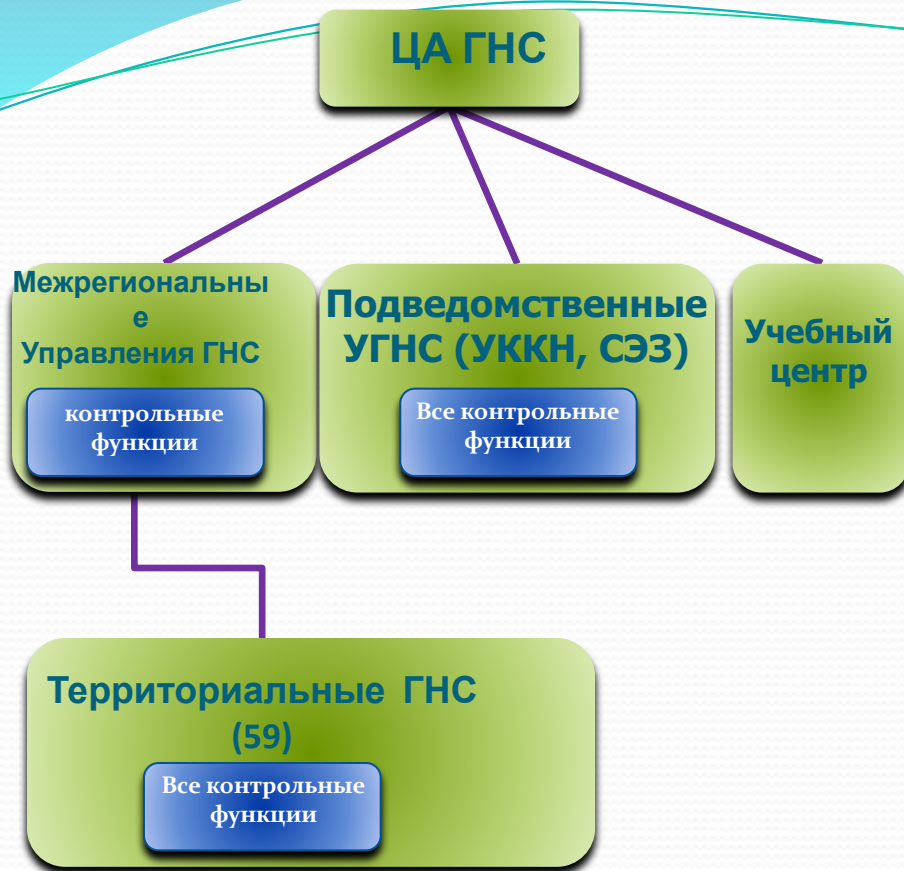 ЦА ГНС
Межрегиональны
е
Управления ГНС
контрольные
функции
Подведомственные
УГНС (УККН, СЭЗ)
Все контрольные
функции
Учебный
центр
Территориальные ГНС
(59)
Все контрольные
функции